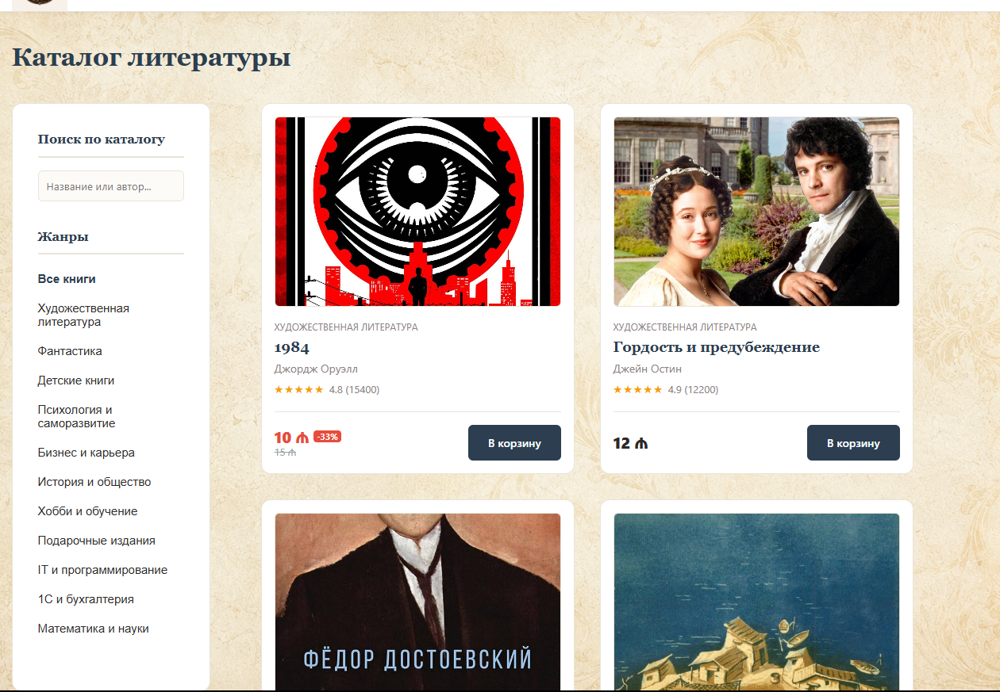 Каталог литературы
Поиск по каталогу
Название или автор...
Жанры
Все книги
Художественная
литература
Фантастика
Детские книги
Психология и
саморазвитие
Бизнес и карьера
История и общество
Хобби и обучение
Подарочные издания
IT и программирование
1С и бухгалтерия
Математика и науки
ХУДОЖЕСТВЕННАЯ ЛИТЕРАТУРА
1984
Джордж Оруэлл
★★★★★ 4.8 (15400)
10 ₼ -33%
15 ₼
В корзину
ХУДОЖЕСТВЕННАЯ ЛИТЕРАТУРА
Гордость и предубеждение
Джейн Остин
★★★★★ 4.9 (12200)
12 ₼
В корзину
ФЁДОР ДОСТОЕВСКИЙ